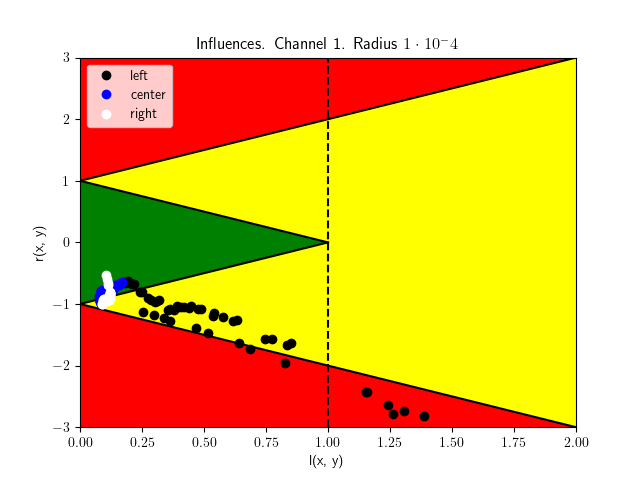 Influences. Channel 1. Radius 1 · 10⁻4
left
center
right
3
2
1
0
−1
−2
−3
r(x, y)
0.00 0.25 0.50 0.75 1.00 1.25 1.50 1.75 2.00
l(x, y)